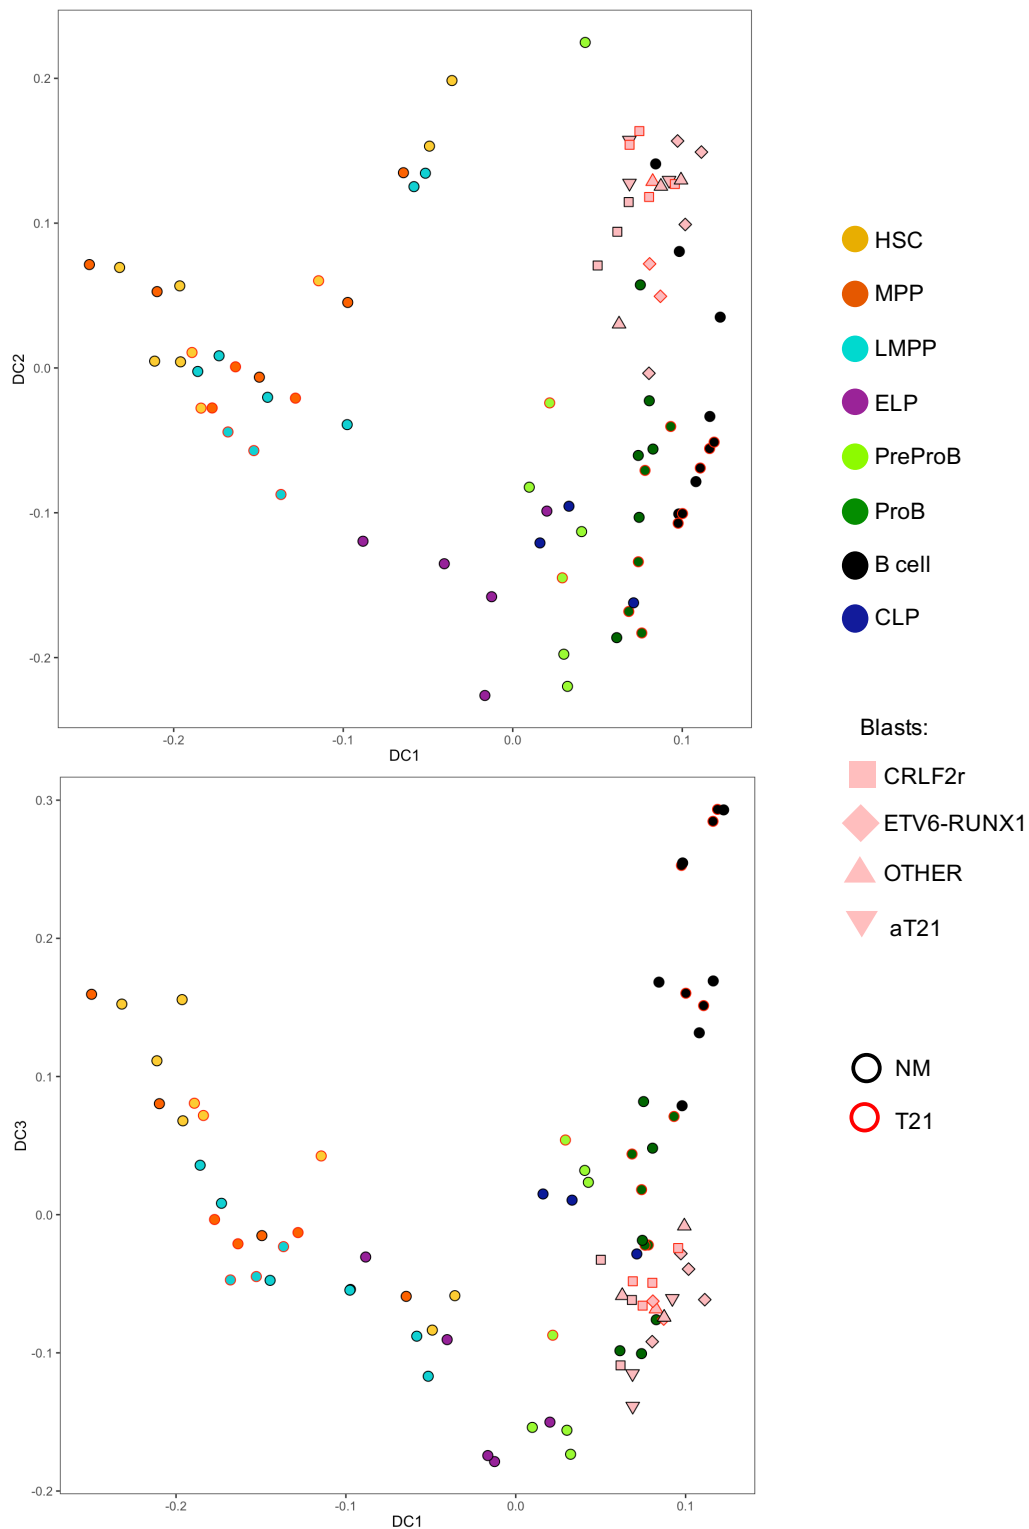 0.2
0.1
0.0
-0.1
-0.2
DC2
-0.2
-0.1
0.0
0.1
DC1
HSC
MPP
LMPP
ELP
PreProB
ProB
B cell
CLP
Blasts:
CRLF2r
ETV6-RUNX1
OTHER
aT21
NM
T21
0.3
0.2
0.1
0.0
-0.1
-0.2
DC3
-0.2
-0.1
0.0
0.1
DC1